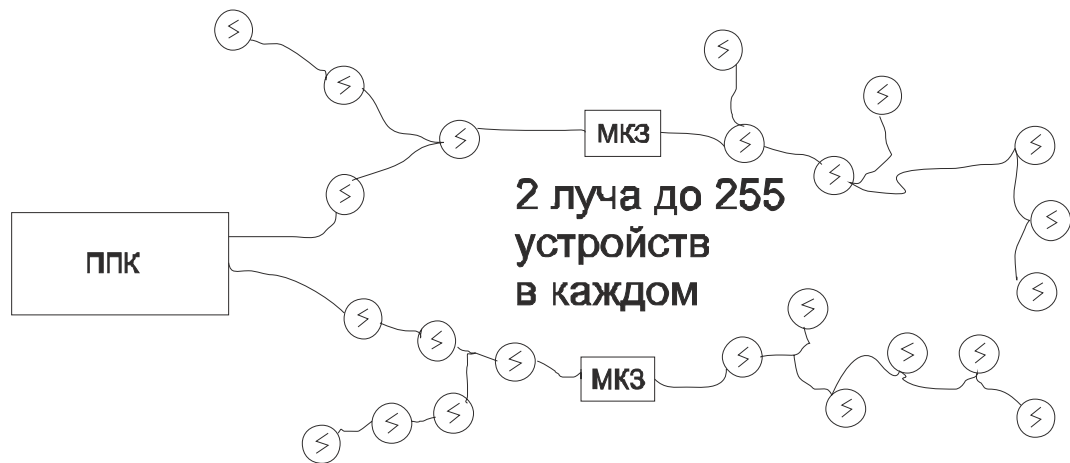 МКЗ
2 луча до 255
устройств
в каждом
ППК
МКЗ